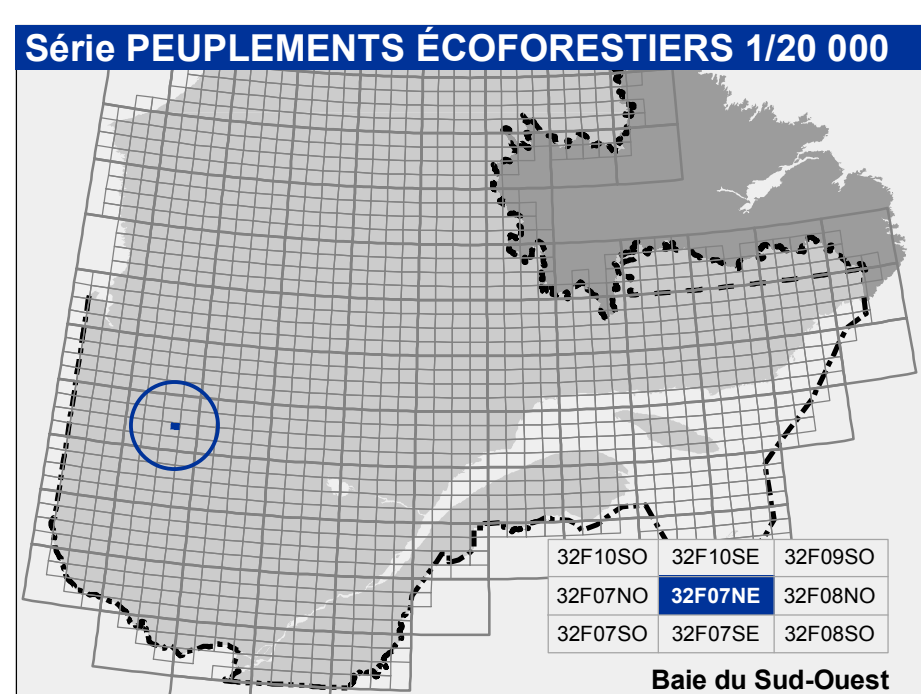 Série PEUPLEMENTS ÉCOFORESTIERS 1/20 000
32F10SO 32F10SE 32F09SO
32F07NO 32F07NE 32F08NO
32F07SO 32F07SE 32F08SO
Baie du Sud-Ouest